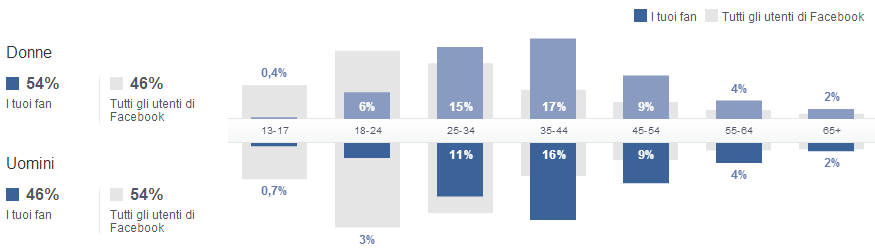 I tuoi fan Tutti gli utenti di Facebook
Donne
54% 46%
I tuoi fan Tutti gli utenti di
Facebook
0,4% 6% 15% 17% 9% 4% 2%
13-17 18-24 25-34 35-44 45-54 55-64 65+
Uomini
46% 54%
I tuoi fan Tutti gli utenti di
Facebook
0,7% 3% 11% 16% 9% 4% 2%